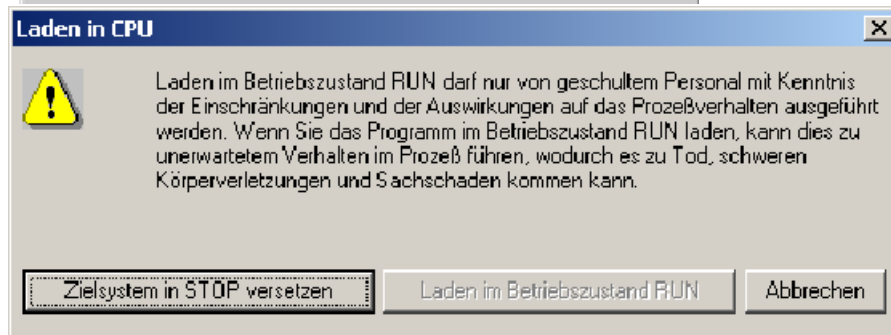 Laden in CPU
Laden im Betriebszustand RUN darf nur von geschultem Personal mit Kenntnis
der Einschränkungen und der Auswirkungen auf das Prozeßverhalten ausgeführt
werden. Wenn Sie das Programm im Betriebszustand RUN laden, kann dies zu
unerwartetem Verhalten im Prozeß führen, wodurch es zu Tod, schweren
Körperverletzungen und Sachschaden kommen kann.
Zielsystem in STOP versetzen
Laden im Betriebszustand RUN
Abbrechen